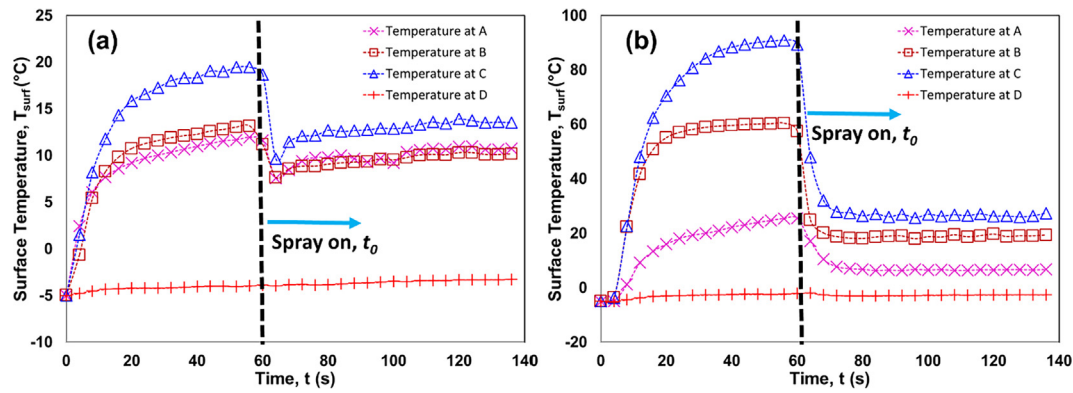 (a)
Surface Temperature, Tsurf (°C)
25
20
15
10
5
0
-5
-10
0
20
40
60
80
100
120
140
Time, t (s)
Temperature at A
Temperature at B
Temperature at C
Temperature at D
Spray on, t0
(b)
Surface Temperature, Tsurf (°C)
100
80
60
40
20
0
-20
0
20
40
60
80
100
120
140
Time, t (s)
Temperature at A
Temperature at B
Temperature at C
Temperature at D
Spray on, t0